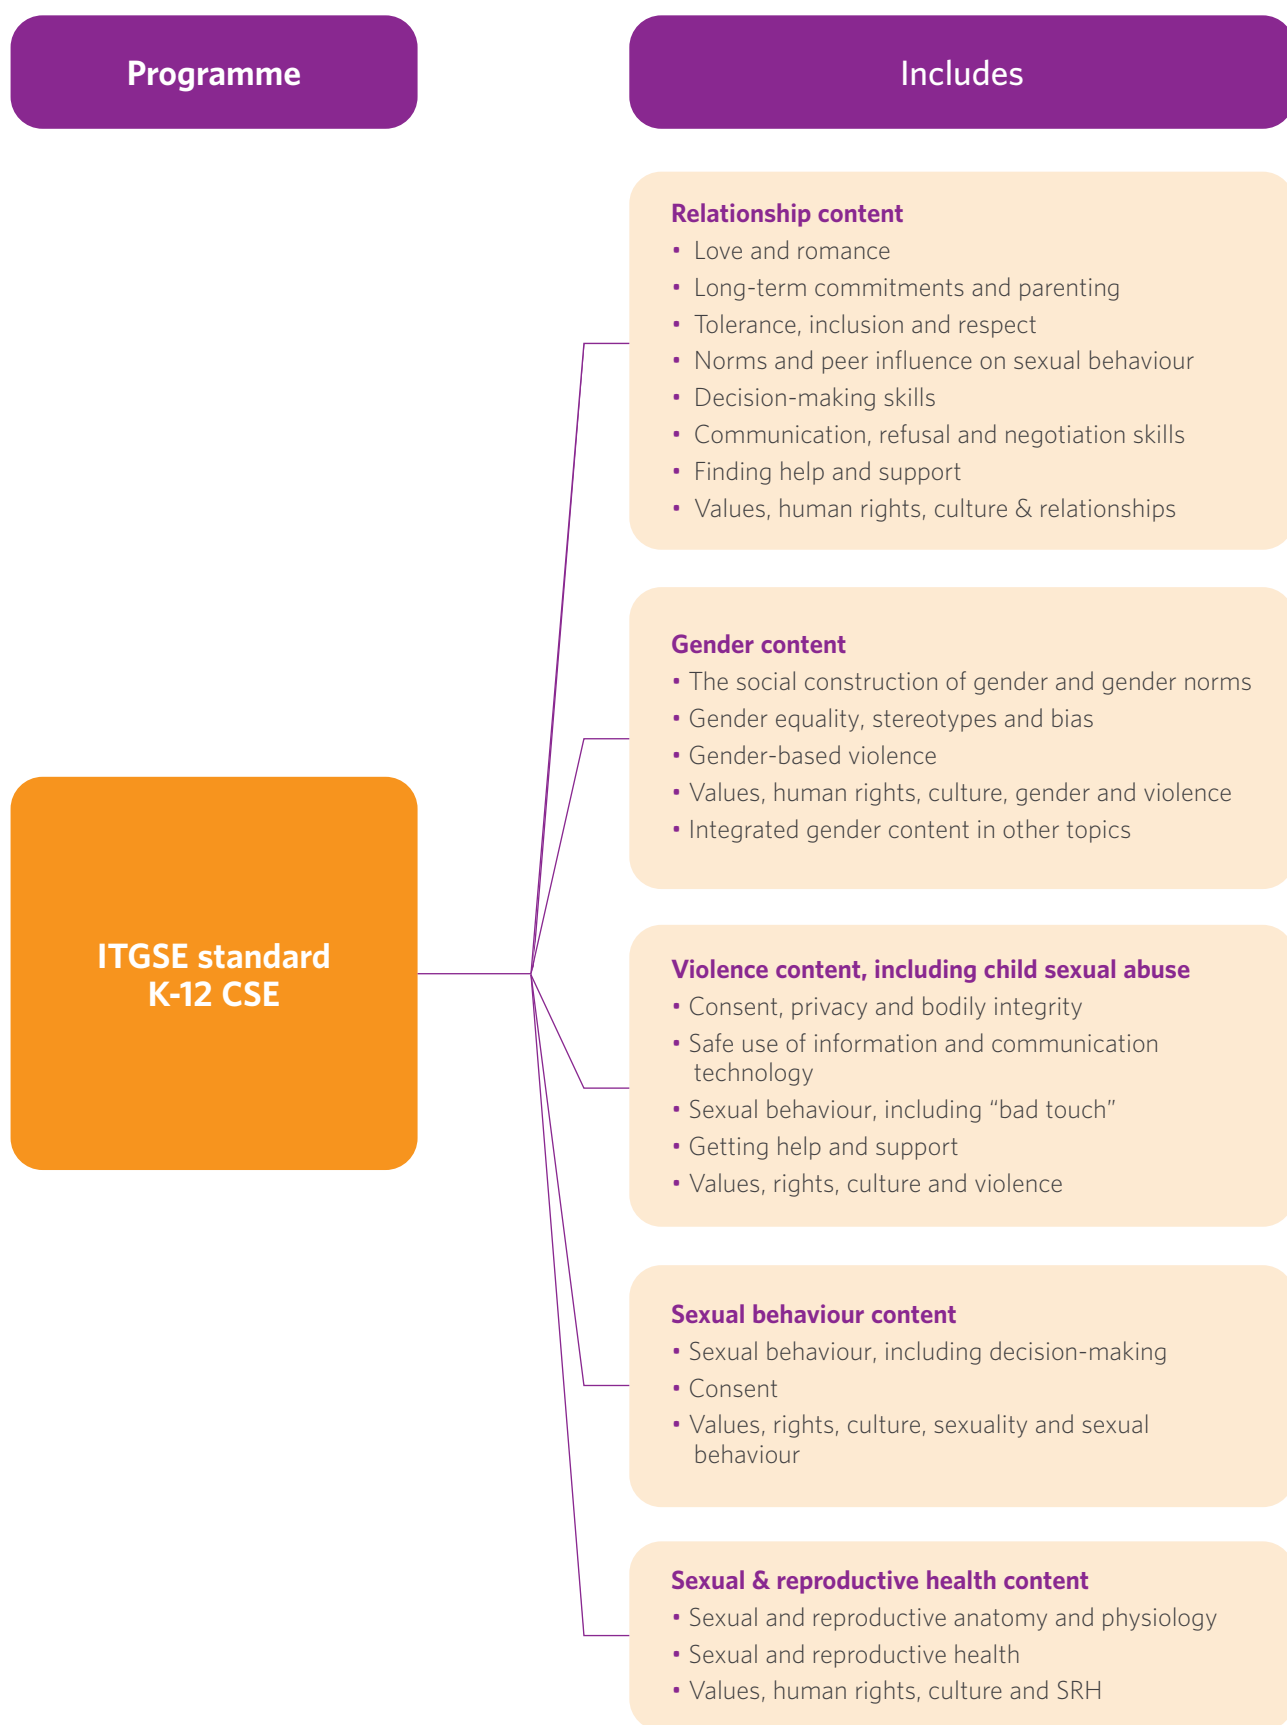 Programme
Includes
Relationship content
• Love and romance
• Long-term commitments and parenting
• Tolerance, inclusion and respect
• Norms and peer influence on sexual behaviour
• Decision-making skills
• Communication, refusal and negotiation skills
• Finding help and support
• Values, human rights, culture & relationships
Gender content
• The social construction of gender and gender norms
• Gender equality, stereotypes and bias
• Gender-based violence
• Values, human rights, culture, gender and violence
• Integrated gender content in other topics
ITGSE standard
K-12 CSE
Violence content, including child sexual abuse
• Consent, privacy and bodily integrity
• Safe use of information and communication
technology
• Sexual behaviour, including “bad touch”
• Getting help and support
• Values, rights, culture and violence
Sexual behaviour content
• Sexual behaviour, including decision-making
• Consent
• Values, rights, culture, sexuality and sexual
behaviour
Sexual & reproductive health content
• Sexual and reproductive anatomy and physiology
• Sexual and reproductive health
• Values, human rights, culture and SRH